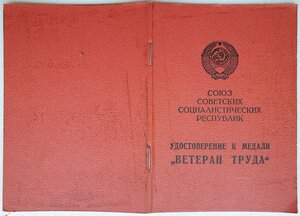 СОЮЗ
СОВЕТСКИХ
СОЦИАЛИСТИЧЕСКИХ
РЕСПУБЛИК
УДОСТОВЕРЕНИЕ К МЕДАЛИ
„ВЕТЕРАН ТРУДА“